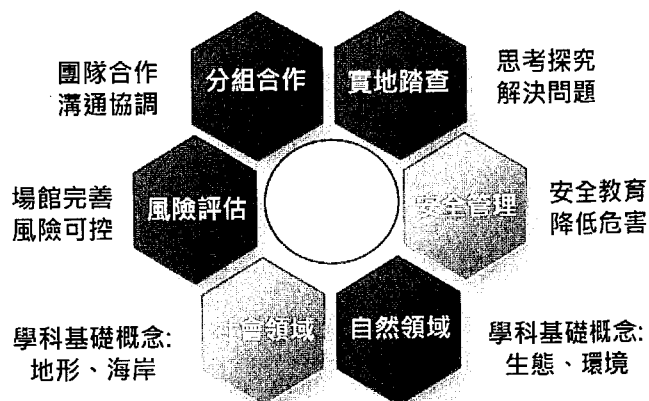 團隊合作
溝通協調
分組合作
實地踏查
思考探究
解決問題
場館完善
風險可控
風險評估
安全管理
安全教育
降低危害
學科基礎概念:
地形、海岸
社會領域
自然領域
學科基礎概念:
生態、環境